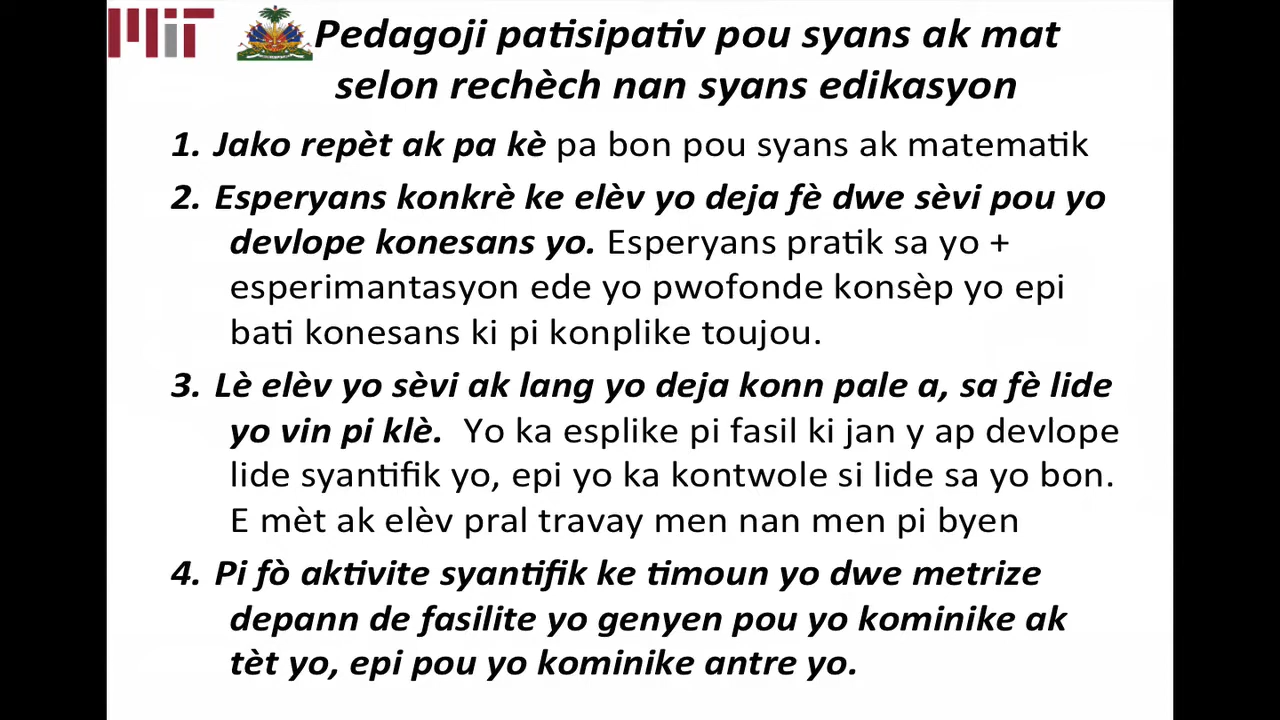 MIT
Pedagoji patisipativ pou syans ak mat
selon rechèch nan syans edikasyon
1. Jako repèt ak pa kè pa bon pou syans ak matematik
2. Esperyans konkrè ke elèv yo deja fè dwe sèvi pou yo
devlope konesans yo. Esperyans pratik sa yo +
esperimantasyon ede yo pwofonde konsèp yo epi
bati konesans ki pi konplike toujou.
3. Lè elèv yo sèvi ak lang yo deja konn pale a, sa fè lide
yo vin pi klè. Yo ka esplike pi fasil ki jan y ap devlope
lide syantifik yo, epi yo ka kontwole si lide sa yo bon.
E mèt ak elèv pral travay men nan men pi byen
4. Pi fò aktivite syantifik ke timoun yo dwe metrize
depann de fasilite yo genyen pou yo kominike ak
tèt yo, epi pou yo kominike antre yo.